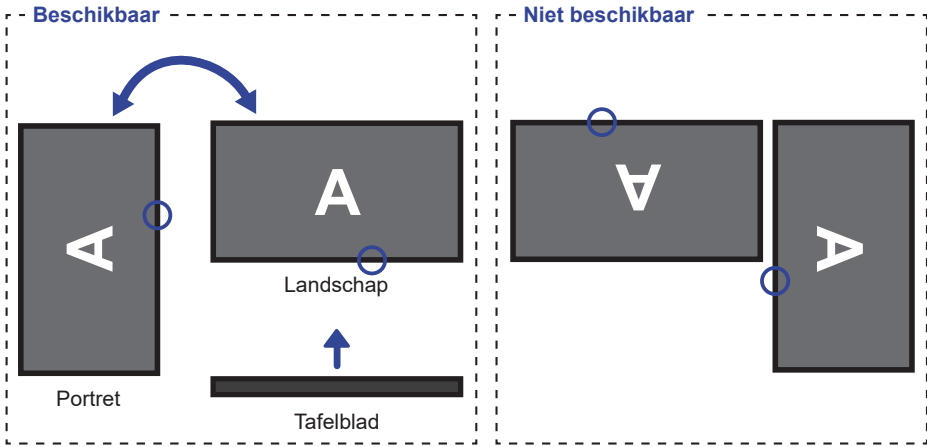 Beschikbaar
Niet beschikbaar
A
A
A
A
Landschap
Portret
Tafelblad